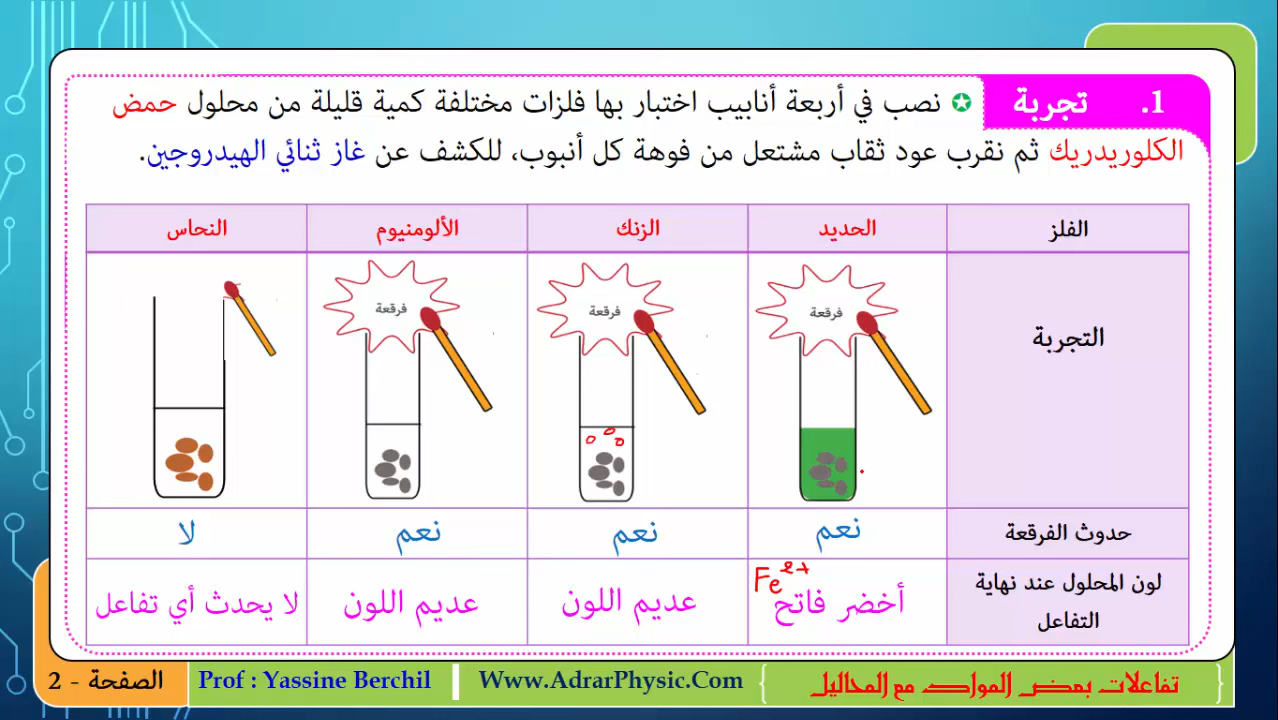 1. تجربة
نصب في أربعة أنابيب اختبار بها فلزات مختلفة كمية قليلة من محلول حمض
الكلوريدريك ثم نقرب عود ثقاب مشتعل من فوهة كل أنبوب، للكشف عن غاز ثنائي الهيدروجين.
الفلز
الحديد
الزنك
الألومنيوم
النحاس
التجربة
فرقعة
فرقعة
فرقعة
حدوث الفرقعة
نعم
نعم
نعم
لا
لون المحلول عند نهاية
التفاعل
Fe²⁺
أخضر فاتح
عديم اللون
عديم اللون
لا يحدث أي تفاعل
تفاعلات بعض المواد مع المحاليل
Www.AdrarPhysic.Com
Prof : Yassine Berchil
الصفحة - 2